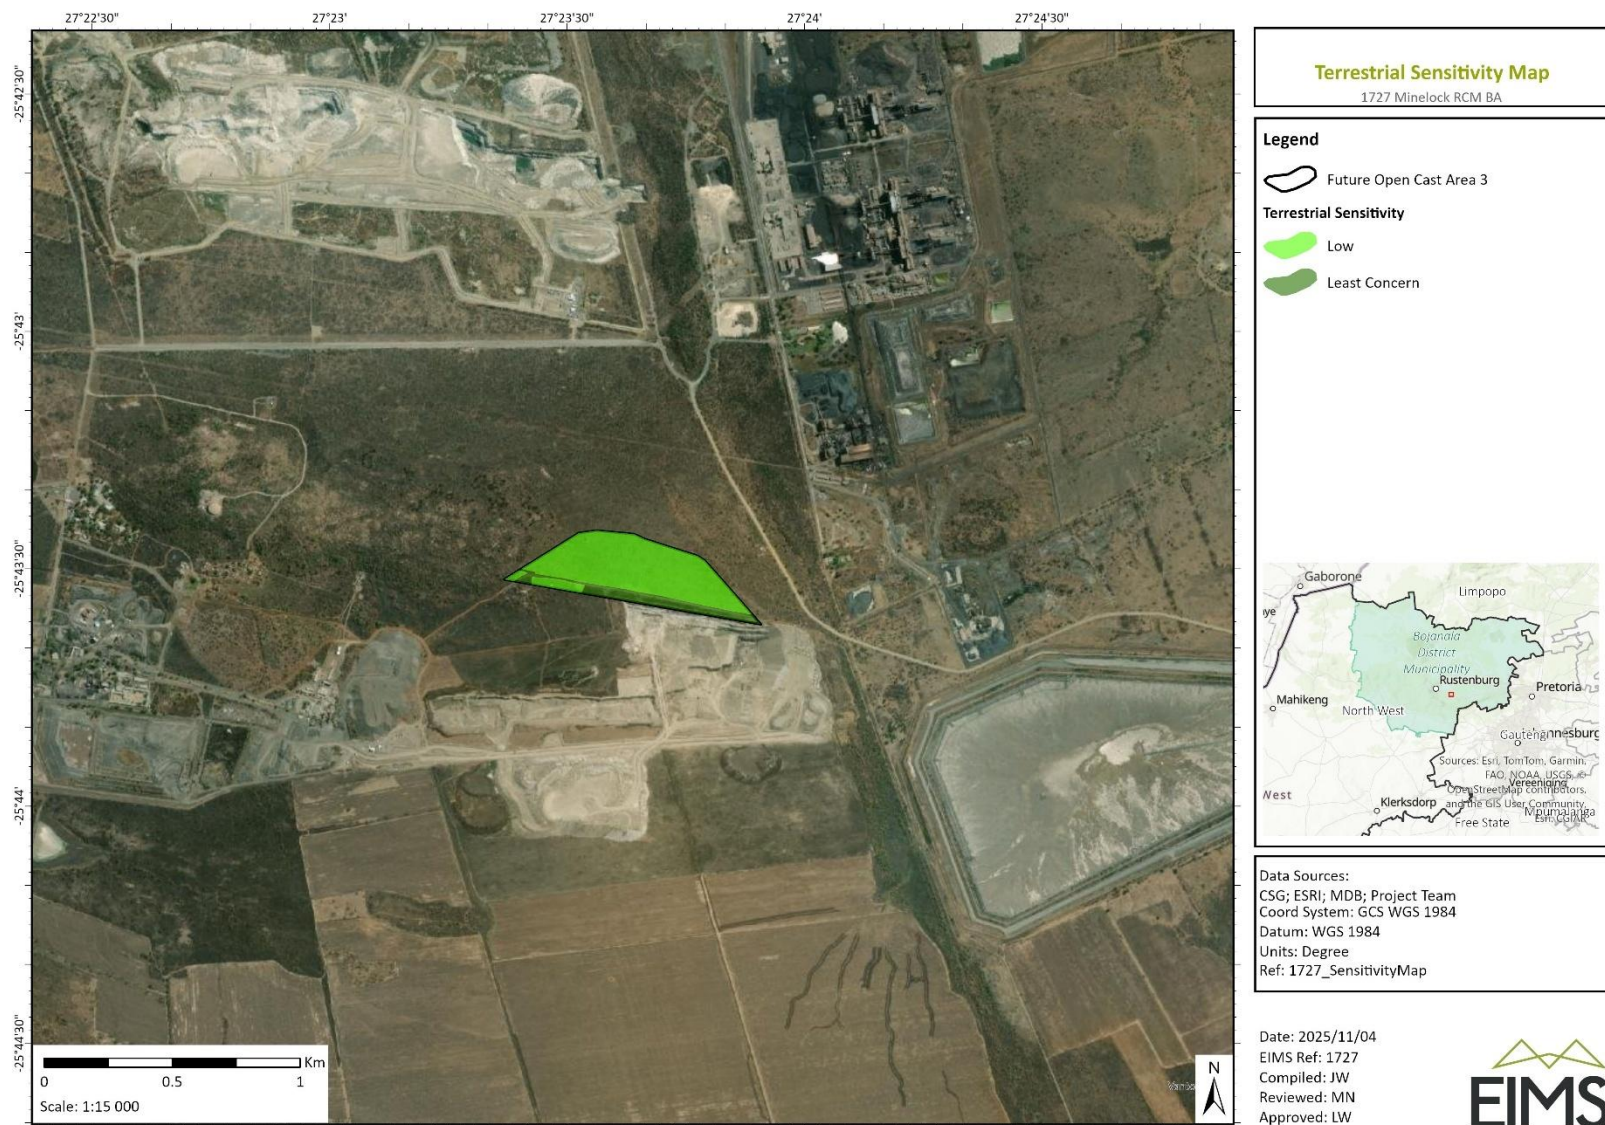 27°22'30"
27°23'
27°23'30"
27°24'
27°24'30"
-25°42'30"
-25°43'
-25°43'30"
-25°44'
-25°44'30"
Km
0
0.5
1
Scale: 1:15 000
N
Terrestrial Sensitivity Map
1727 Minelock RCM BA
Legend
Future Open Cast Area 3
Terrestrial Sensitivity
Low
Least Concern
Gaborone
Limpopo
Bojanala
District
Municipality
Rustenburg
Pretoria
Mahikeng
North West
Gauteng
nnesburg
Sources: Esri, TomTom, Garmin,
FAO, NOAA, USGS, ©
Vereeniging
OpenStreetMap contributors,
and the GIS User Community,
West
Klerksdorp
Mpumalanga
Esri, CGIAR
Free State
Data Sources:
CSG; ESRI; MDB; Project Team
Coord System: GCS WGS 1984
Datum: WGS 1984
Units: Degree
Ref: 1727_SensitivityMap
Date: 2025/11/04
EIMS Ref: 1727
Compiled: JW
Reviewed: MN
Approved: LW
EIMS